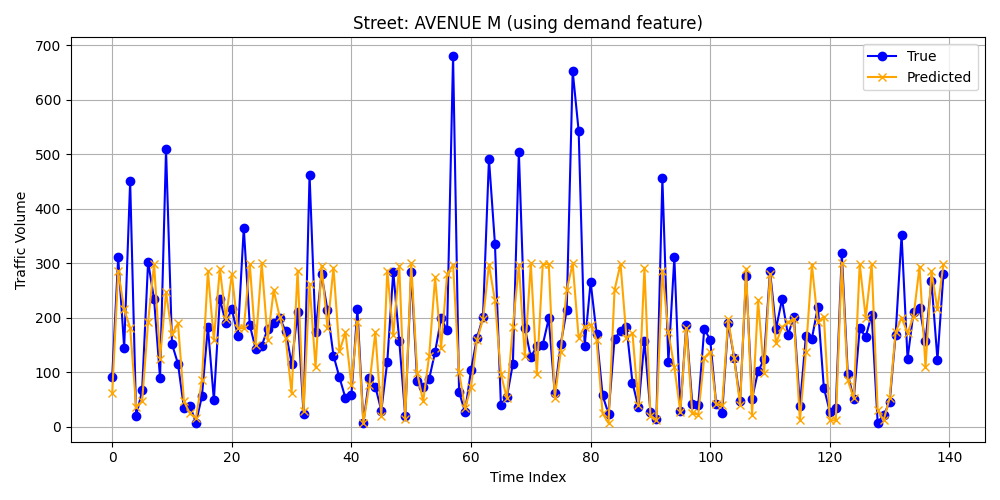 Street: AVENUE M (using demand feature)
True
Predicted
Traffic Volume
700
600
500
400
300
200
100
0
0 20 40 60 80 100 120 140
Time Index